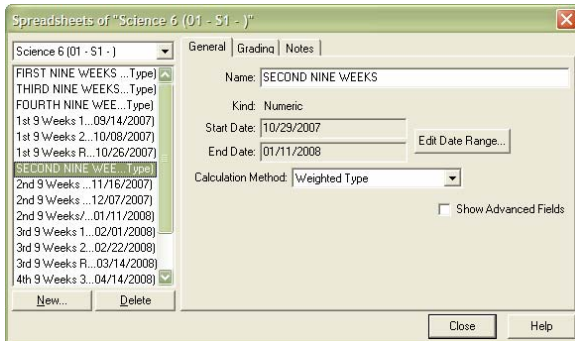 Spreadsheets of "Science 6 (01 - S1 - )"
Science 6 (01 - S1 - )
FIRST NINE WEEKS ...Type)
THIRD NINE WEEKS...Type)
FOURTH NINE WEE...Type)
1st 9 Weeks 1...09/14/2007)
1st 9 Weeks 2...10/08/2007)
1st 9 Weeks R...10/26/2007)
SECOND NINE WEE...Type)
2nd 9 Weeks ...11/16/2007)
2nd 9 Weeks ...12/07/2007)
2nd 9 Weeks/...01/11/2008)
3rd 9 Weeks 1...02/01/2008)
3rd 9 Weeks 2...02/22/2008)
3rd 9 Weeks R...03/14/2008)
4th 9 Weeks 3...04/14/2008)
New...
Delete
General
Grading
Notes
Name: SECOND NINE WEEKS
Kind: Numeric
Start Date: 10/29/2007
End Date: 01/11/2008
Edit Date Range...
Calculation Method: Weighted Type
Show Advanced Fields
Close
Help